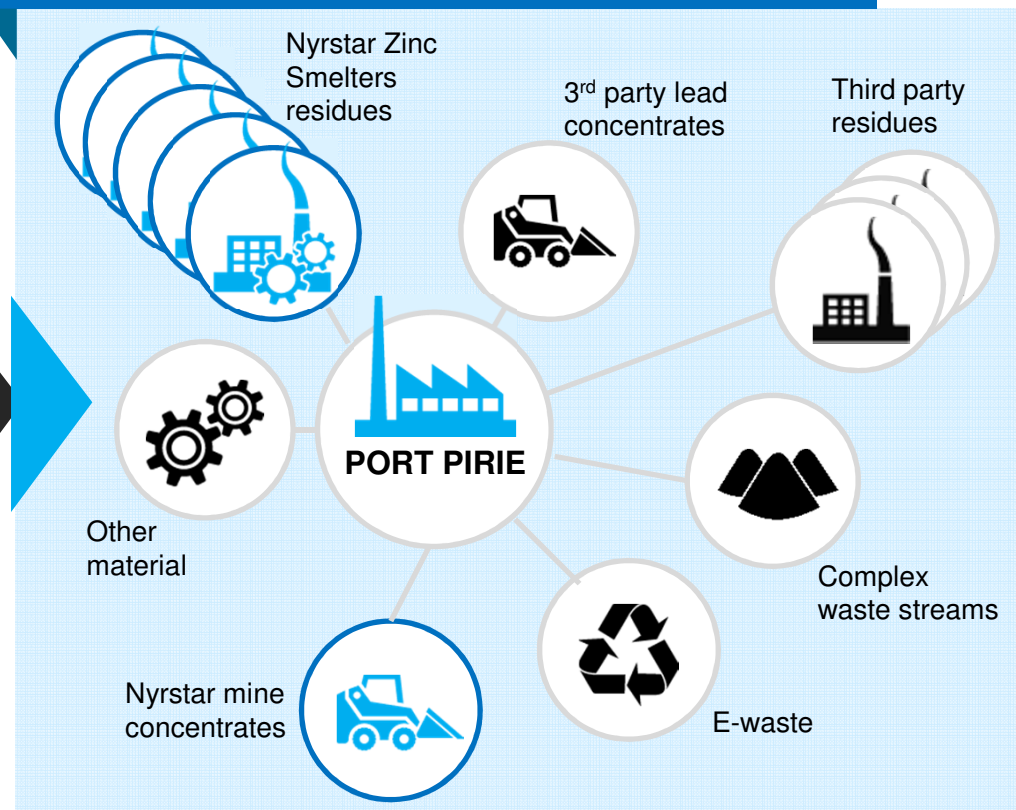 Nyrstar Zinc
Smelters
residues
3rd party lead
concentrates
Third party
residues
PORT PIRIE
Other
material
Complex
waste streams
Nyrstar mine
concentrates
E-waste